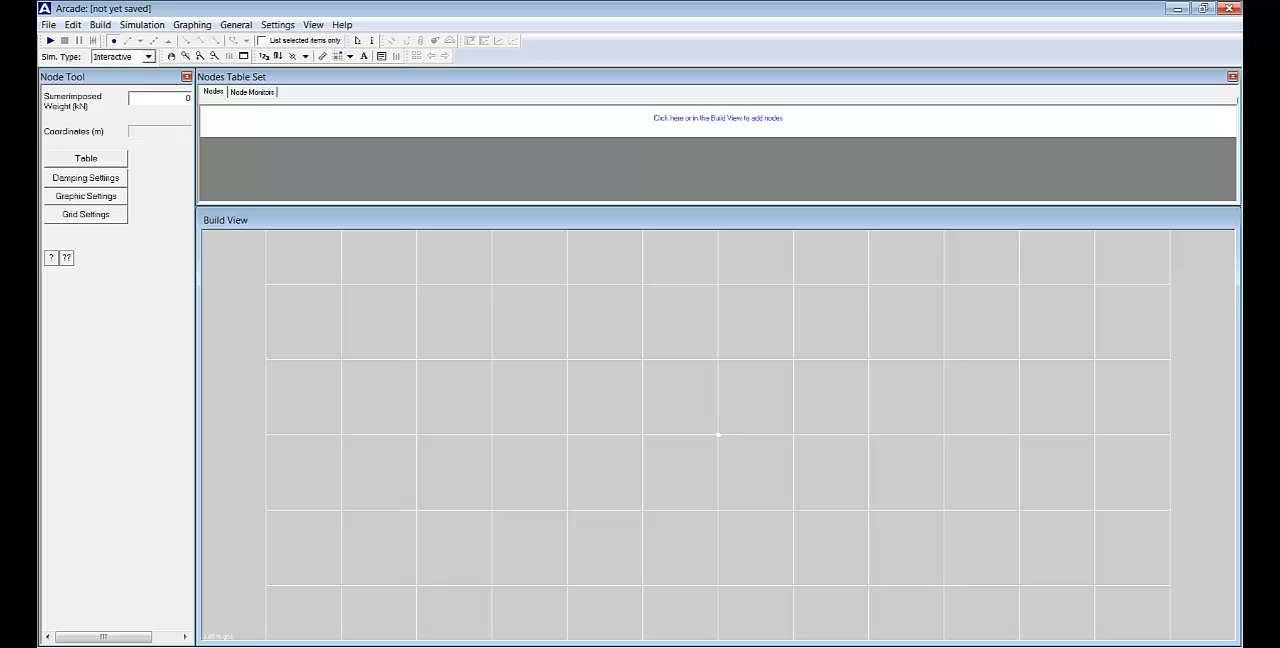 Arcade: [not yet saved]
File Edit Build Simulation Graphing General Settings View Help
List selected items only
Sim. Type: Interactive
Node Tool
Nodes Table Set
Sumerimposed
Weight (kN)
0
Nodes Node Monitors
Click here or in the Build View to add nodes
Coordinates (m)
Table
Damping Settings
Graphic Settings
Grid Settings
Build View
? ??